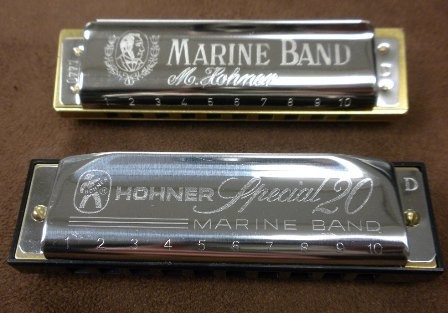 MARINE BAND
M. Hohner
C
1 2 3 4 5 6 7 8 9 10
HOHNER Special 20
MARINE BAND
D
1 2 3 4 5 6 7 8 9 10